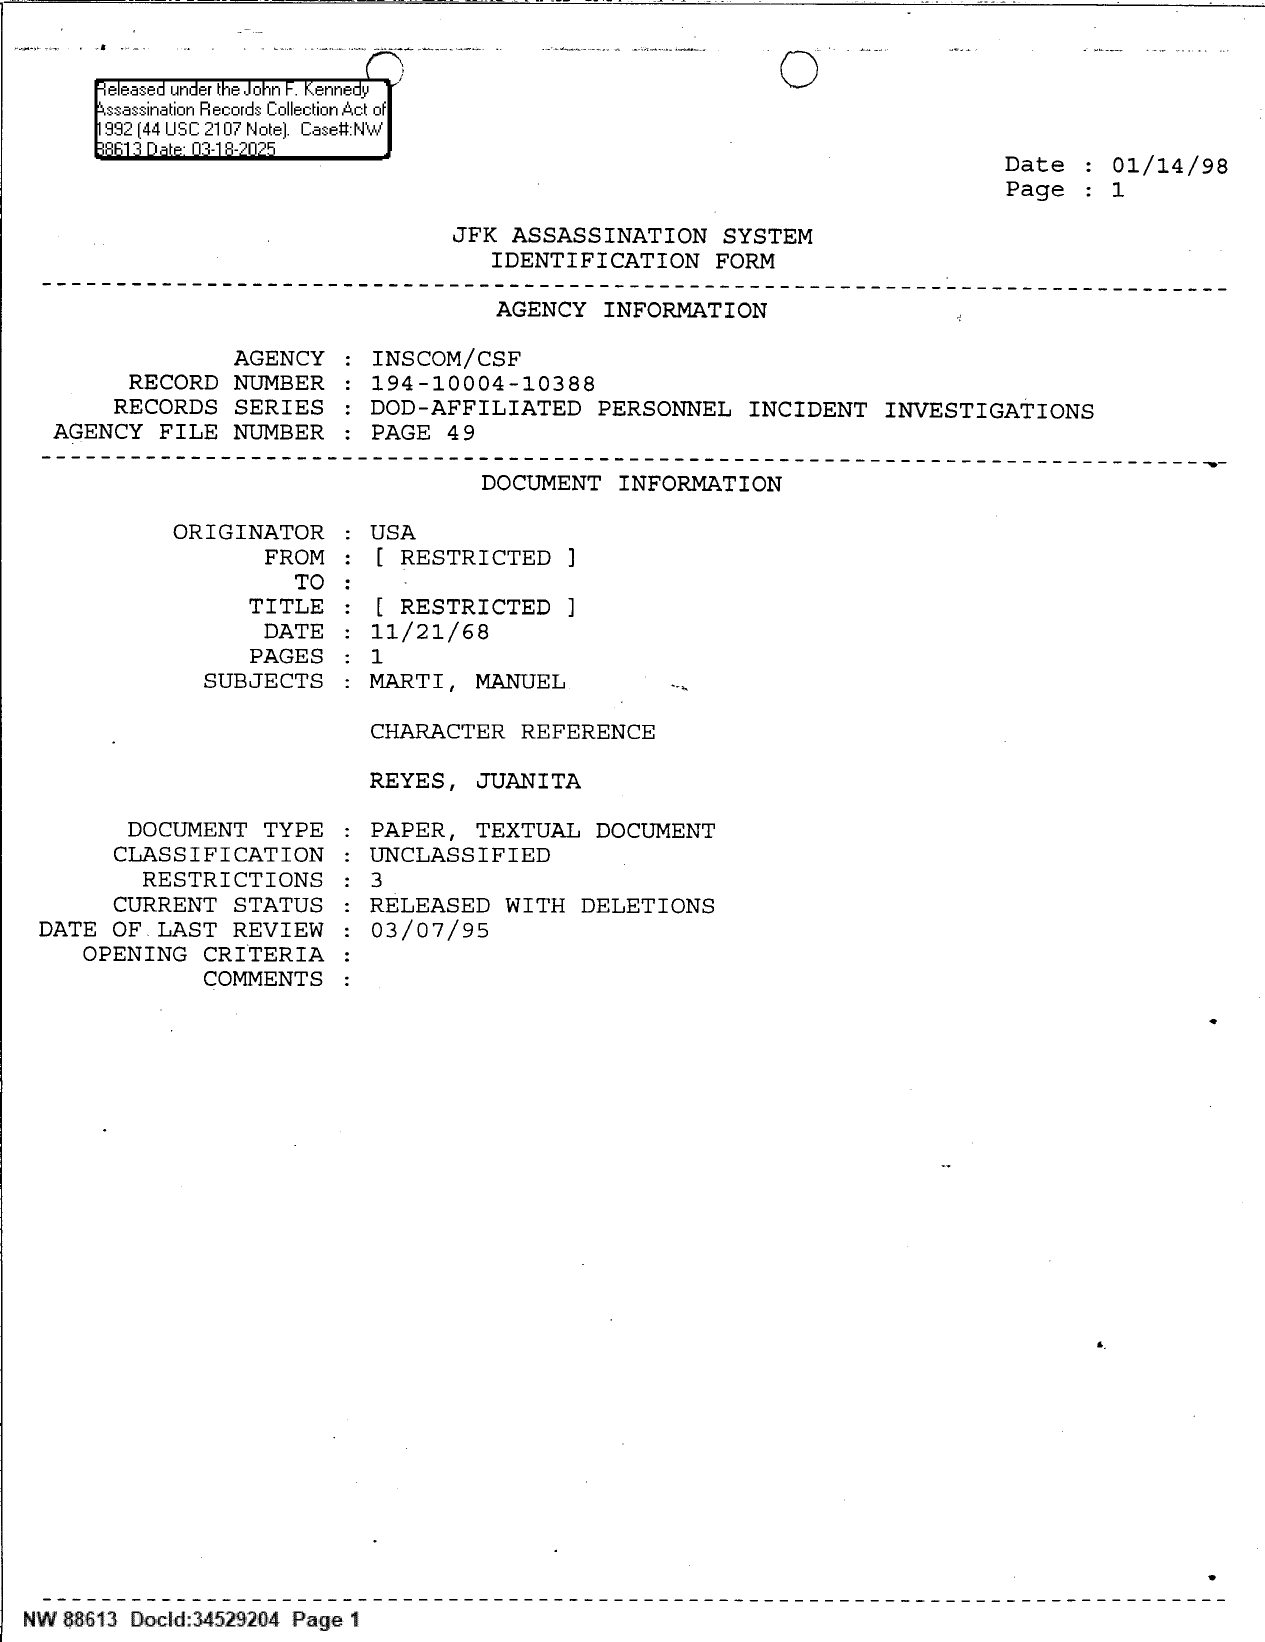 Released under the John F. Kennedy
Assassination Records Collection Act of
1992 (44 USC 2107 Note). Case#:NW
88613 Date: 03-18-2025
Date : 01/14/98
Page : 1
JFK ASSASSINATION SYSTEM
IDENTIFICATION FORM
AGENCY INFORMATION
AGENCY : INSCOM/CSF
RECORD NUMBER : 194-10004-10388
RECORDS SERIES : DOD-AFFILIATED PERSONNEL INCIDENT INVESTIGATIONS
AGENCY FILE NUMBER : PAGE 49
DOCUMENT INFORMATION
ORIGINATOR : USA
FROM : [ RESTRICTED ]
TO :
TITLE : [ RESTRICTED ]
DATE : 11/21/68
PAGES : 1
SUBJECTS : MARTI, MANUEL
CHARACTER REFERENCE
REYES, JUANITA
DOCUMENT TYPE : PAPER, TEXTUAL DOCUMENT
CLASSIFICATION : UNCLASSIFIED
RESTRICTIONS : 3
CURRENT STATUS : RELEASED WITH DELETIONS
DATE OF LAST REVIEW : 03/07/95
OPENING CRITERIA :
COMMENTS :
NW 88613 DocId:34529204 Page 1